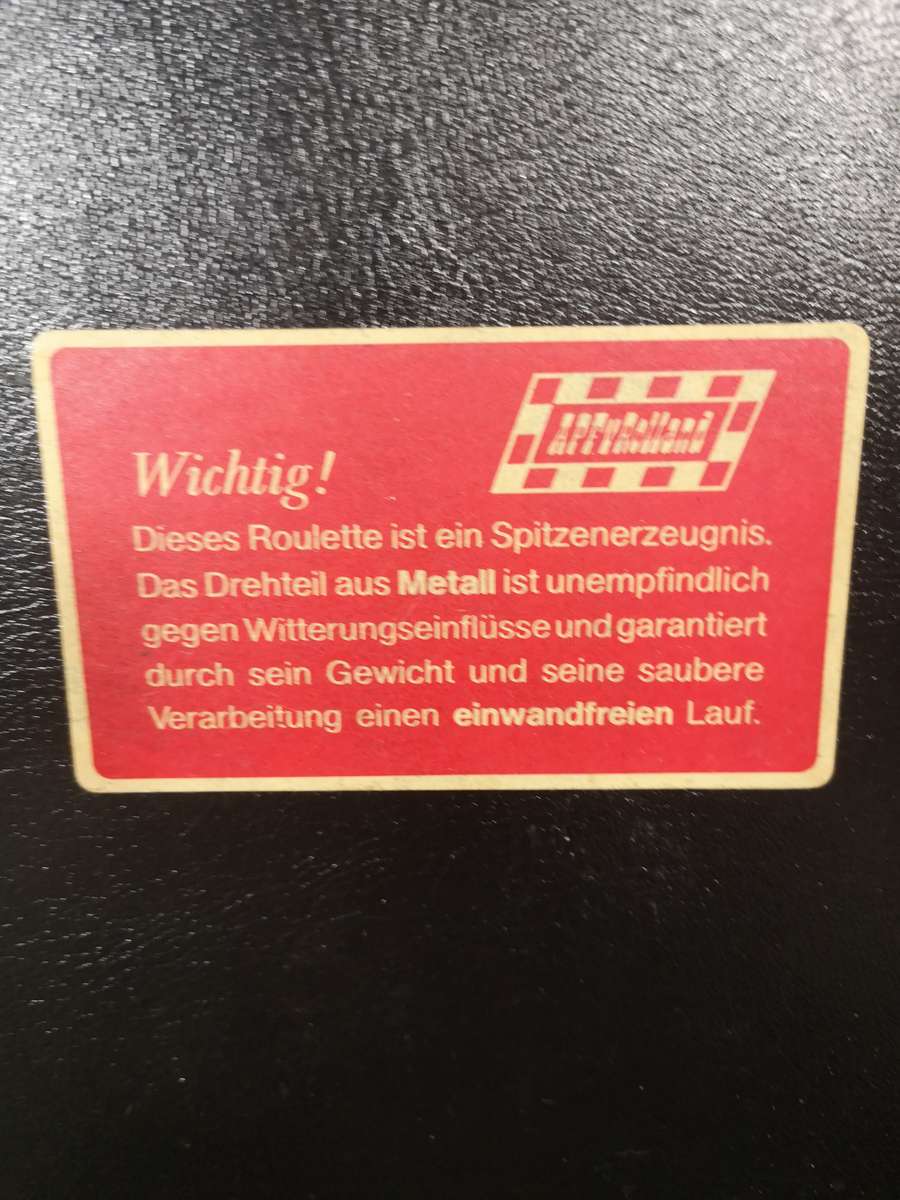 Wichtig!
Dieses Roulette ist ein Spitzenerzeugnis.
Das Drehteil aus Metall ist unempfindlich
gegen Witterungseinflüsse und garantiert
durch sein Gewicht und seine saubere
Verarbeitung einen einwandfreien Lauf.